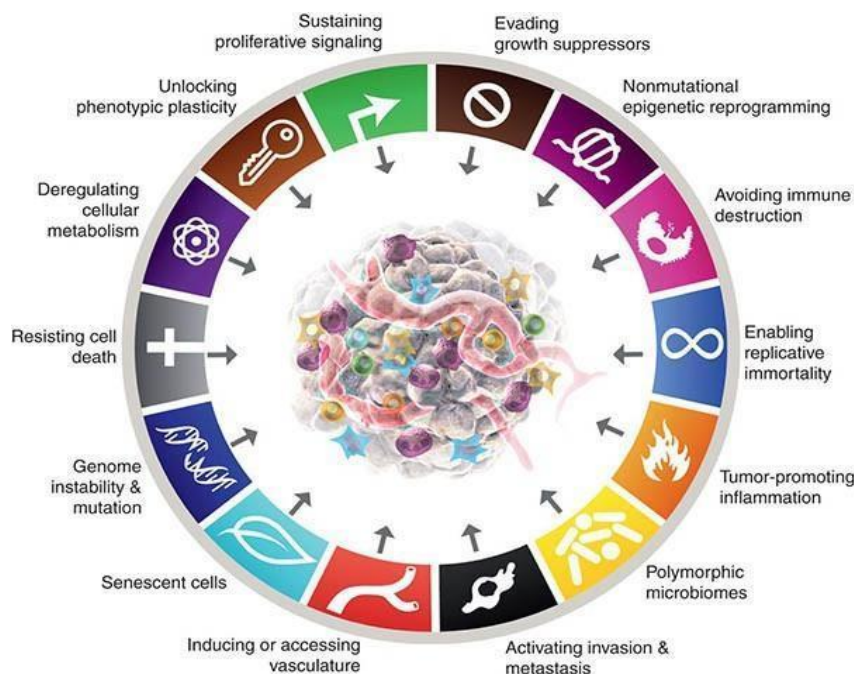 Sustaining
proliferative signaling
Evading
growth suppressors
Nonmutational
epigenetic reprogramming
Avoiding immune
destruction
Enabling
replicative
immortality
Tumor-promoting
inflammation
Polymorphic
microbiomes
Activating invasion &
metastasis
Inducing or accessing
vasculature
Senescent cells
Genome
instability &
mutation
Resisting cell
death
Deregulating
cellular
metabolism
Unlocking
phenotypic plasticity